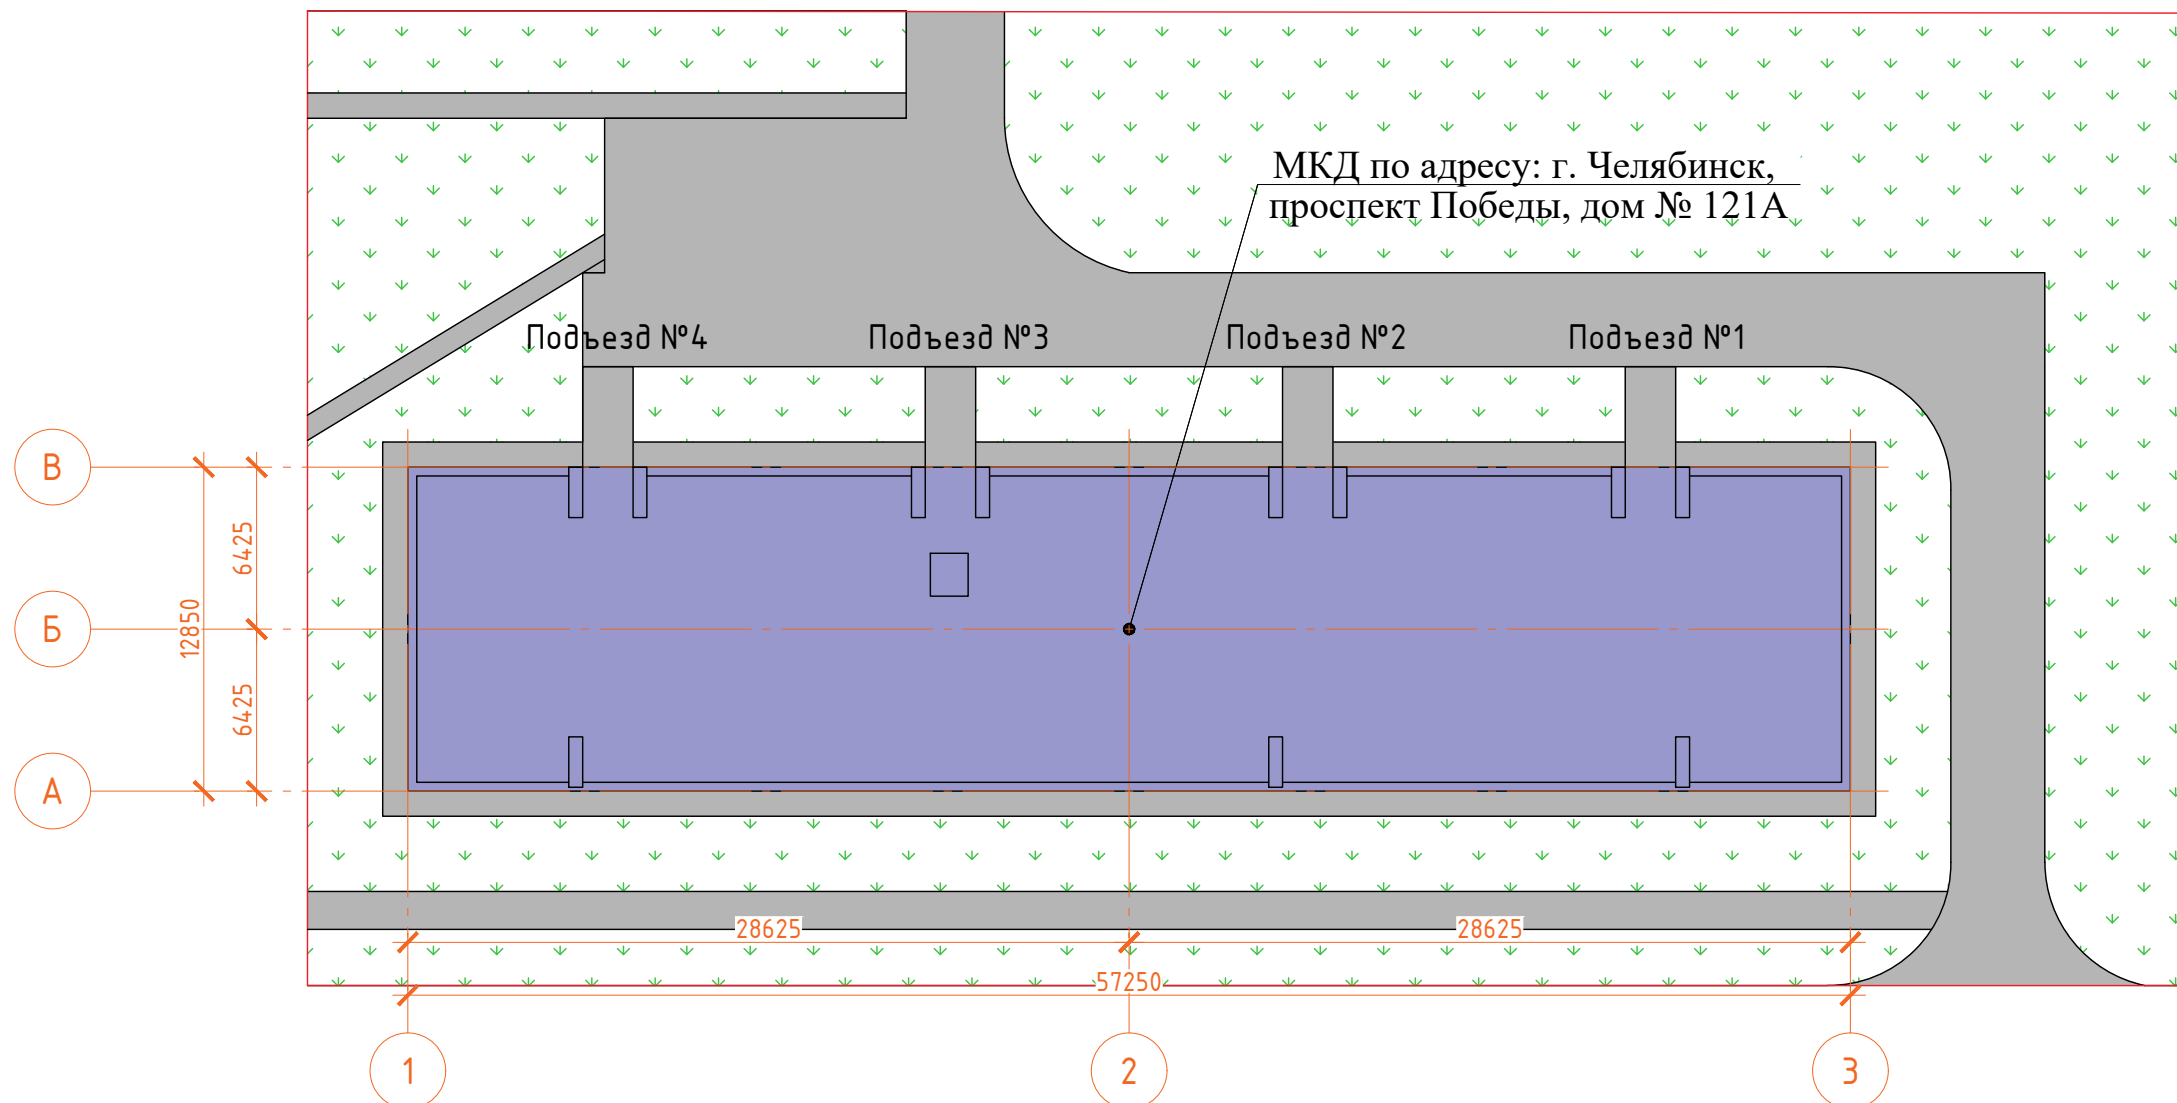 МКД по адресу: г. Челябинск,
проспект Победы, дом № 121А
Подъезд №4
Подъезд №3
Подъезд №2
Подъезд №1
В
Б
А
6425
12850
6425
28625
28625
57250
1
2
3